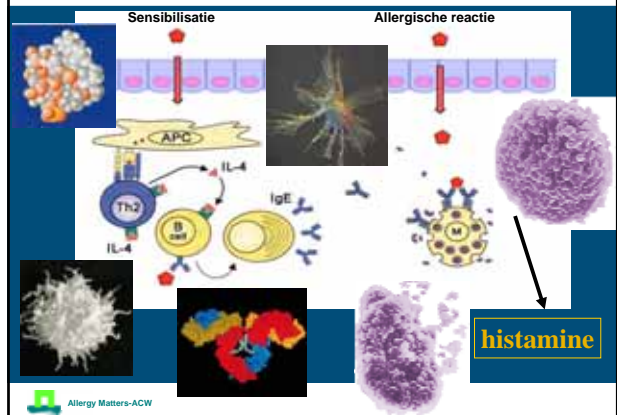 Sensibilisatie
Allergische reactie
APC
IL-4
Th2
IL-4
B
cell
IgE
M
histamine
Allergy Matters-ACW